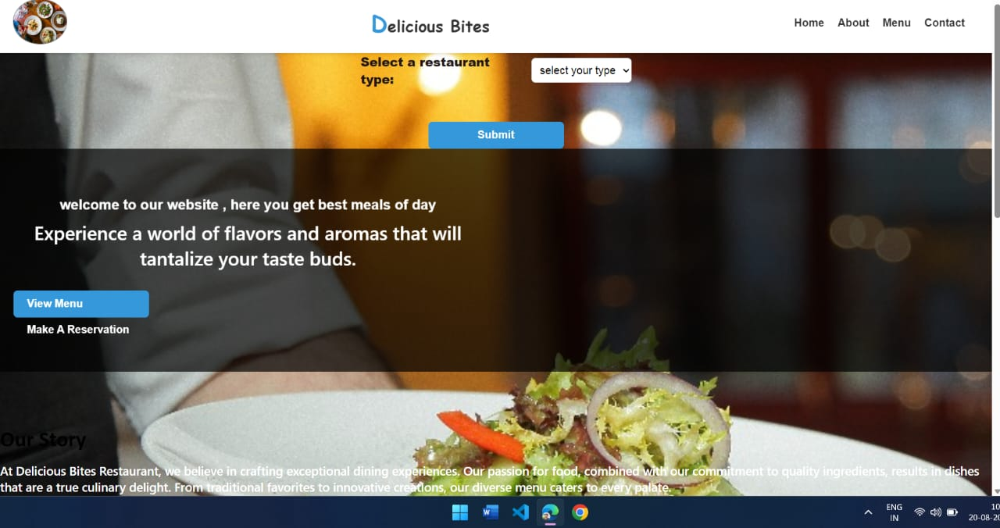 Delicious Bites
Home About Menu Contact
Select a restaurant
type:
select your type
Submit
welcome to our website , here you get best meals of day
Experience a world of flavors and aromas that will
tantalize your taste buds.
View Menu
Make A Reservation
Our Story
At Delicious Bites Restaurant, we believe in crafting exceptional dining experiences. Our passion for food, combined with our commitment to quality ingredients, results in dishes
that are a true culinary delight. From traditional favorites to innovative creations, our diverse menu caters to every palate.
ENG
IN
10
20-08-20